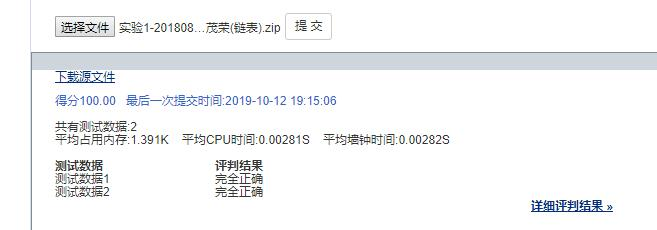 选择文件 实验1-201808...茂荣(链表).zip 提 交
下载源文件
得分100.00 最后一次提交时间:2019-10-12 19:15:06
共有测试数据:2
平均占用内存:1.391K 平均CPU时间:0.00281S 平均墙钟时间:0.00282S
测试数据 评判结果
测试数据1 完全正确
测试数据2 完全正确
详细评判结果 »